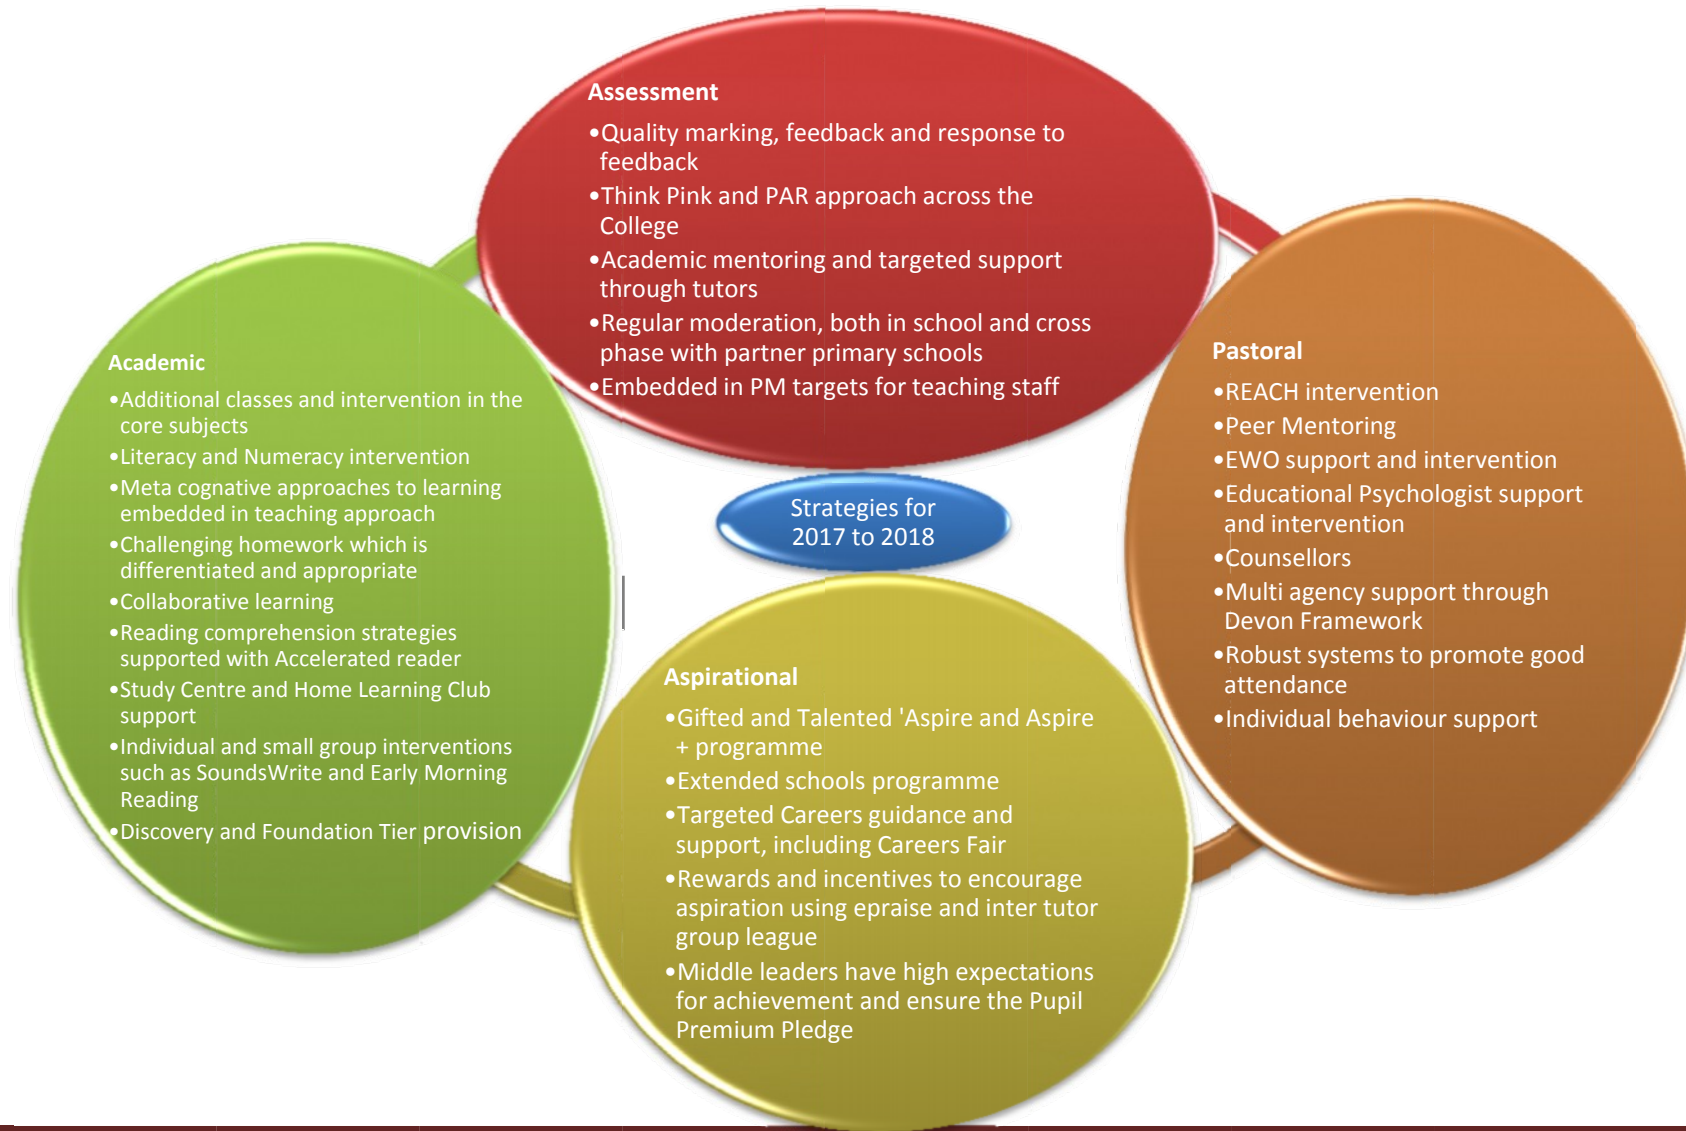 Assessment
•Quality marking, feedback and response to
feedback
•Think Pink and PAR approach across the
College
•Academic mentoring and targeted support
through tutors
•Regular moderation, both in school and cross
phase with partner primary schools
•Embedded in PM targets for teaching staff
Pastoral
•REACH intervention
•Peer Mentoring
•EWO support and intervention
•Educational Psychologist support
and intervention
•Counsellors
•Multi agency support through
Devon Framework
•Robust systems to promote good
attendance
•Individual behaviour support
Aspirational
•Gifted and Talented 'Aspire and Aspire
+ programme
•Extended schools programme
•Targeted Careers guidance and
support, including Careers Fair
•Rewards and incentives to encourage
aspiration using epraise and inter tutor
group league
•Middle leaders have high expectations
for achievement and ensure the Pupil
Premium Pledge
Academic
•Additional classes and intervention in the
core subjects
•Literacy and Numeracy intervention
•Meta cognative approaches to learning
embedded in teaching approach
•Challenging homework which is
differentiated and appropriate
•Collaborative learning
•Reading comprehension strategies
supported with Accelerated reader
•Study Centre and Home Learning Club
support
•Individual and small group interventions
such as SoundsWrite and Early Morning
Reading
•Discovery and Foundation Tier provision
Strategies for
2017 to 2018